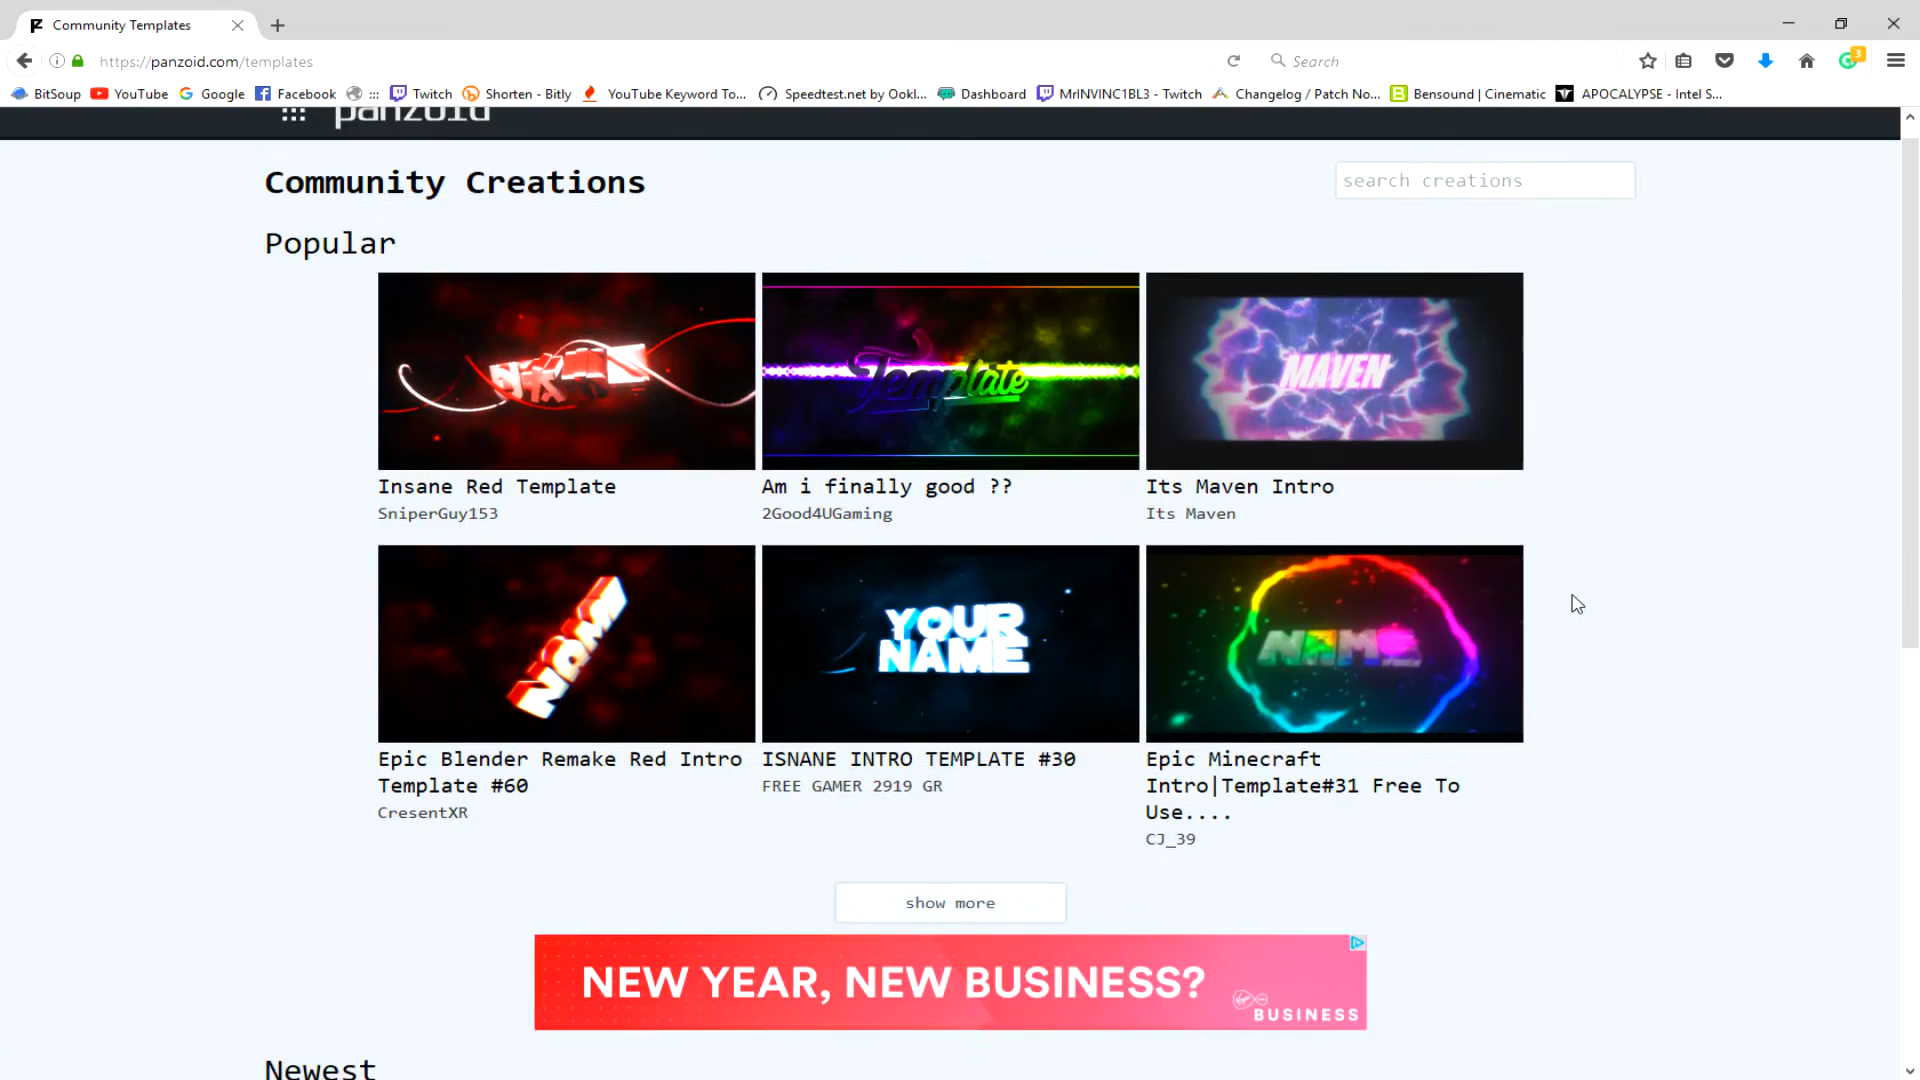 Community Templates
https://panzoid.com/templates
Search
3
BitSoup YouTube Google Facebook ::: Twitch Shorten - Bitly YouTube Keyword To... Speedtest.net by Ookl... Dashboard MrINVINC1BL3 - Twitch Changelog / Patch No... Bensound | Cinematic APOCALYPSE - Intel S...
panzoid
Community Creations
search creations
Popular
Template
MAVEN
Insane Red Template
SniperGuy153
Am i finally good ??
2Good4UGaming
Its Maven Intro
Its Maven
NAME
YOUR
NAME
NAME
Epic Blender Remake Red Intro
Template #60
CresentXR
ISNANE INTRO TEMPLATE #30
FREE GAMER 2919 GR
Epic Minecraft
Intro|Template#31 Free To
Use....
CJ_39
show more
NEW YEAR, NEW BUSINESS?
BUSINESS
Newest